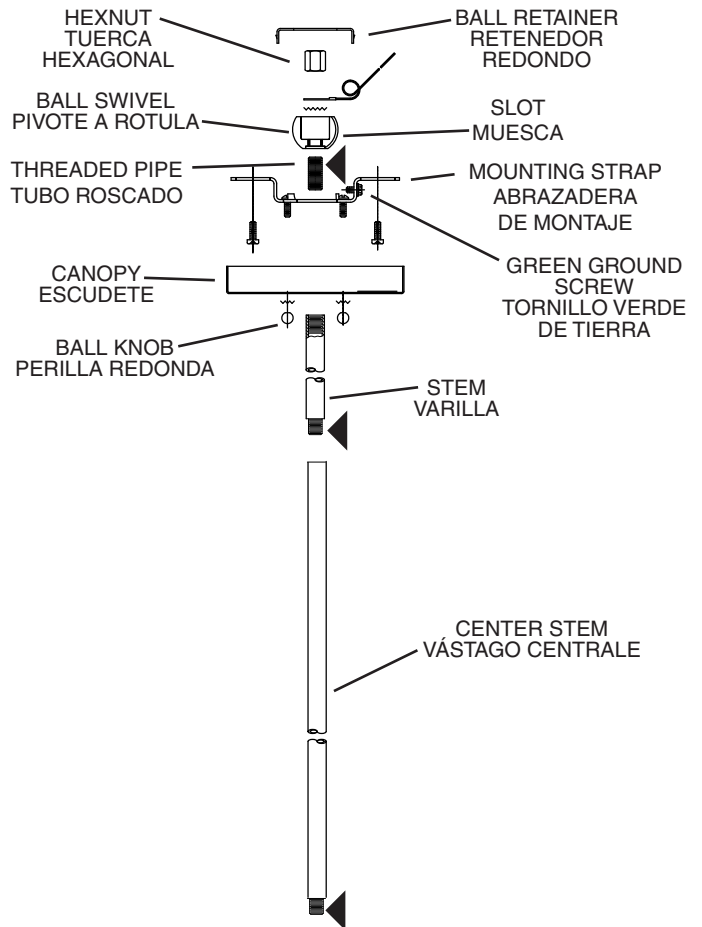 HEXNUT
TUERCA
HEXAGONAL
BALL RETAINER
RETENEDOR
REDONDO
BALL SWIVEL
PIVOTE A ROTULA
SLOT
MUESCA
THREADED PIPE
TUBO ROSCADO
MOUNTING STRAP
ABRAZADERA
DE MONTAJE
CANOPY
ESCUDETE
GREEN GROUND
SCREW
TORNILLO VERDE
DE TIERRA
BALL KNOB
PERILLA REDONDA
STEM
VARILLA
CENTER STEM
VÁSTAGO CENTRALE